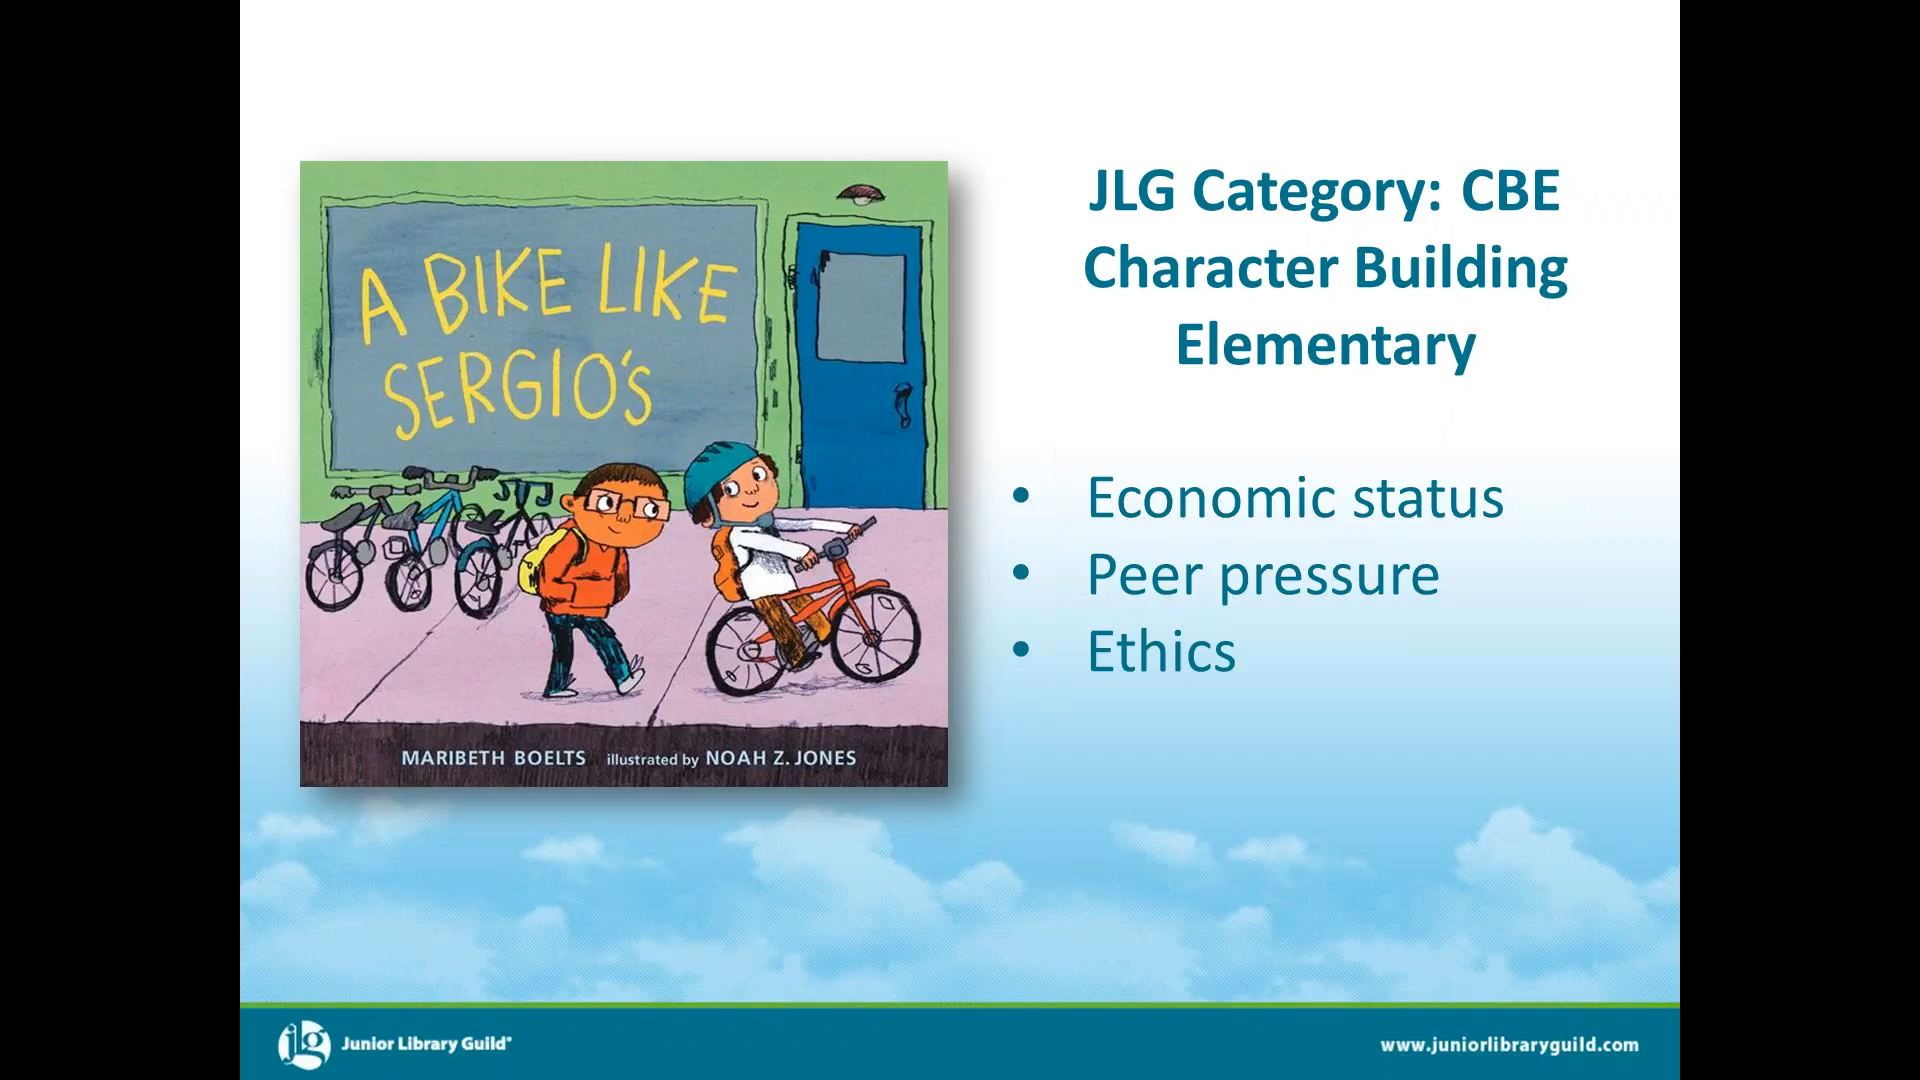 A BIKE LIKE
SERGIO'S
MARIBETH BOELTS illustrated by NOAH Z. JONES
JLG Category: CBE
Character Building
Elementary
• Economic status
• Peer pressure
• Ethics
jlg Junior Library Guild®
www.juniorlibraryguild.com